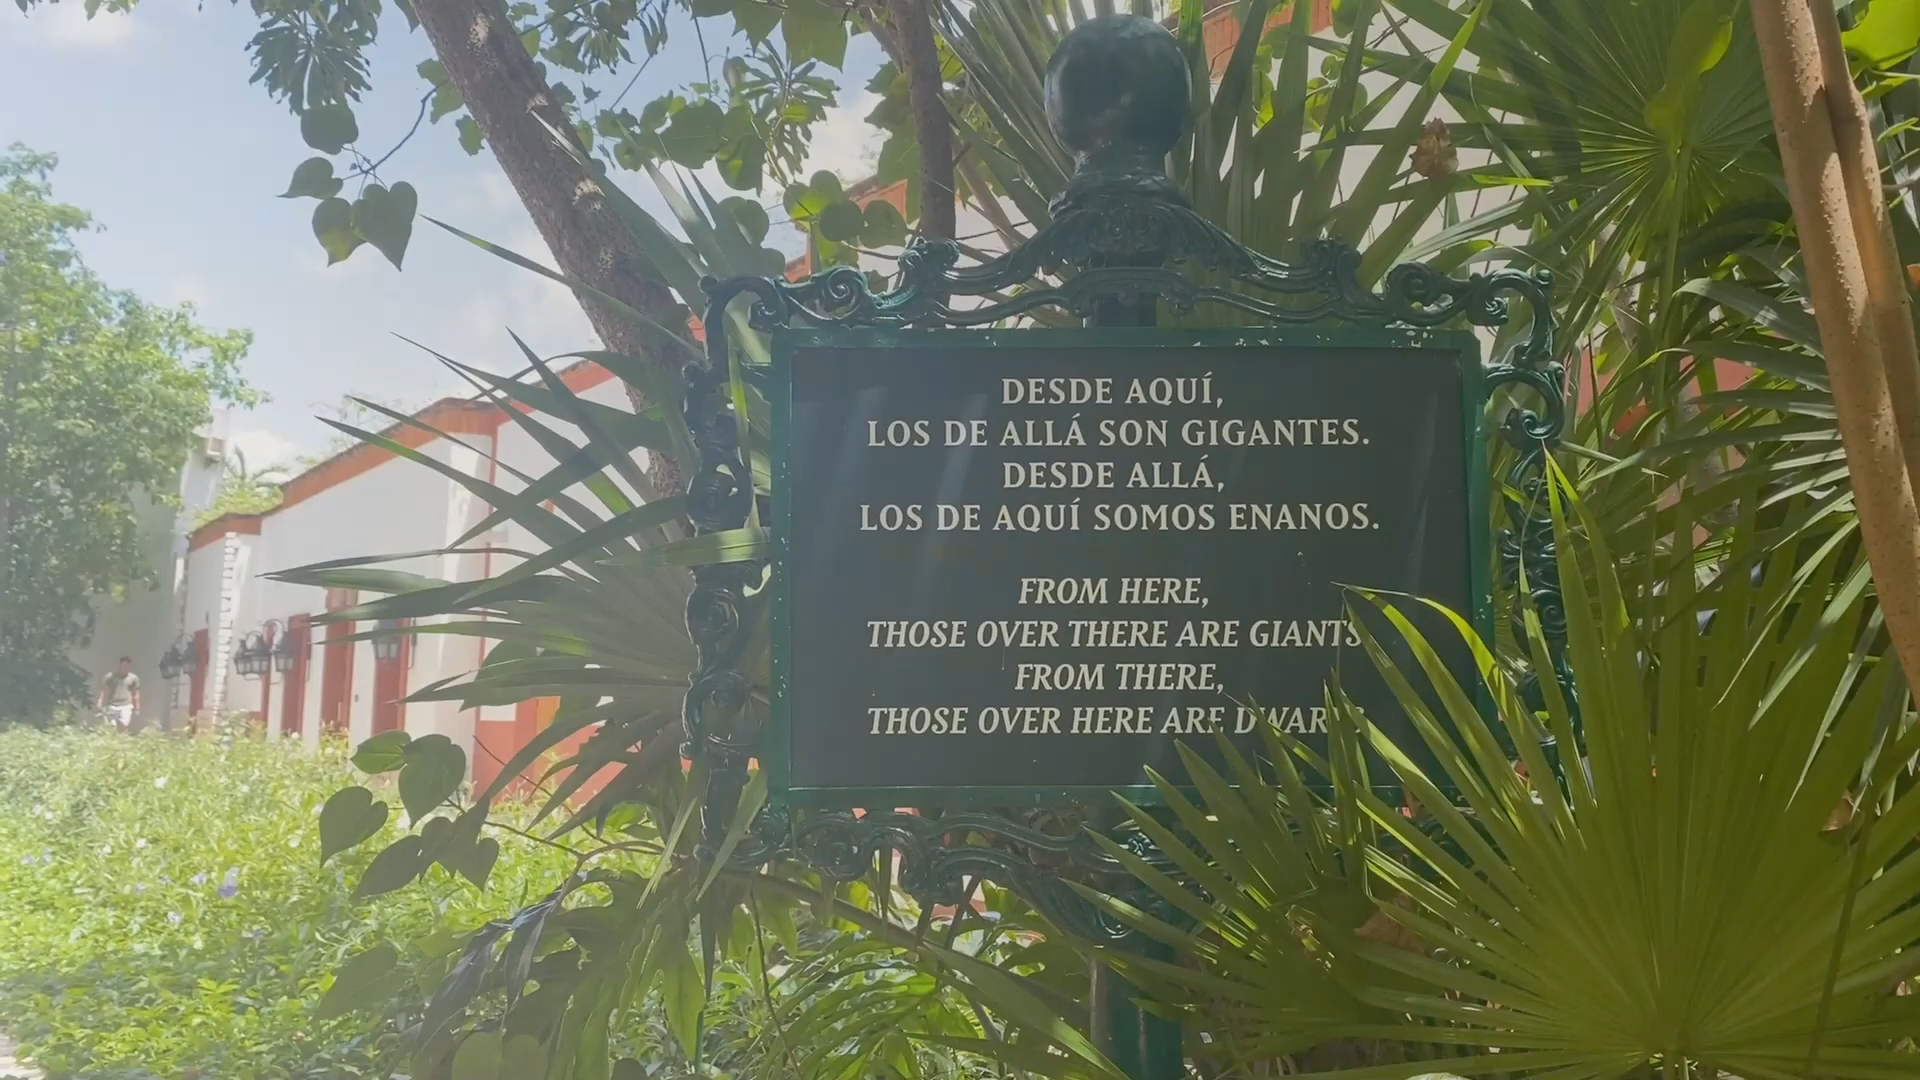 DESDE AQUÍ,
LOS DE ALLÁ SON GIGANTES.
DESDE ALLÁ,
LOS DE AQUÍ SOMOS ENANOS.
FROM HERE,
THOSE OVER THERE ARE GIANTS
FROM THERE,
THOSE OVER HERE ARE DWARFS